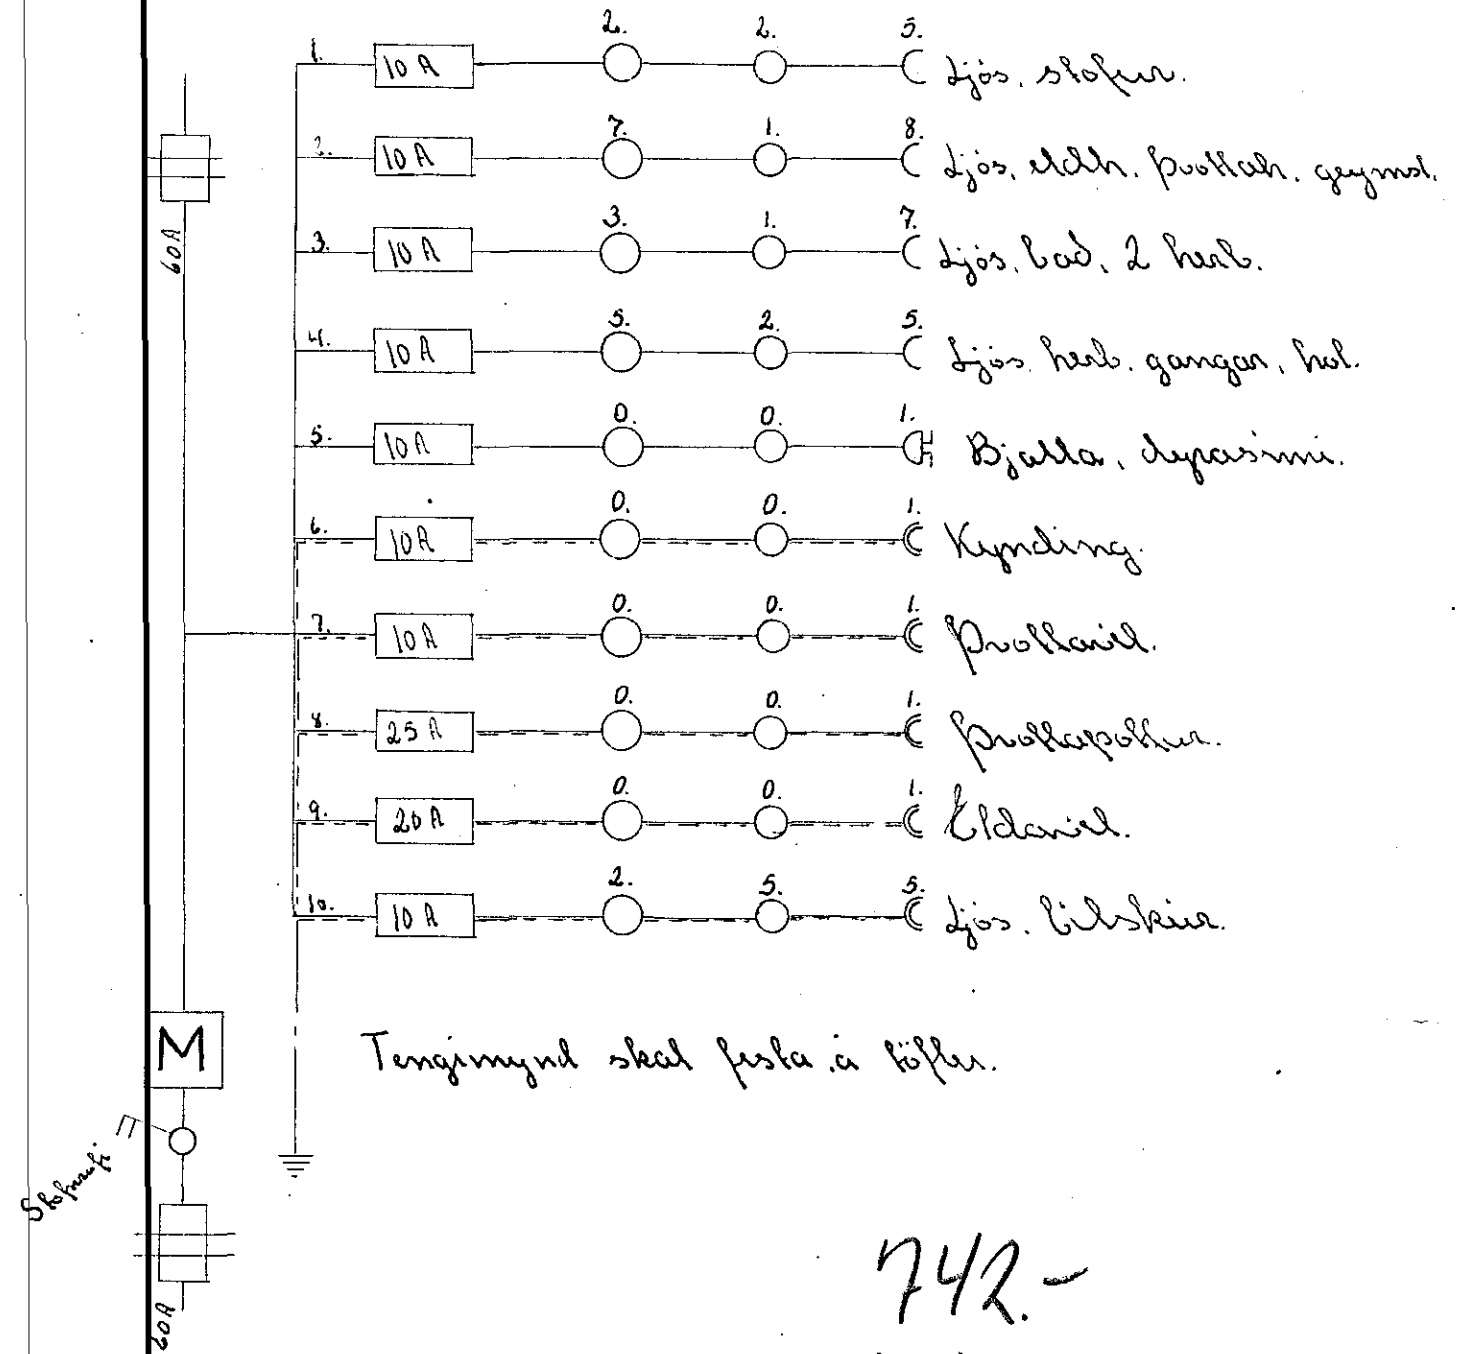 2. 2. 5.
1. 10 A Ljós. stofur.
7. 1. 8.
2. 10 A Ljós. eldh. þvottah. geymsl.
3. 1. 7.
3. 10 A Ljós. bað. 2 herb.
5. 2. 5.
4. 10 A Ljós herb. gangar. hol.
0. 0. 1.
5. 10 A Bjalla, dyrasími.
0. 0. 1.
6. 10 A Kynding.
0. 0. 1.
7. 10 A Þvottavél.
0. 0. 1.
8. 25 A Þvottapottur.
0. 0. 1.
9. 20 A Eldavél.
2. 5. 5.
10. 10 A Ljós. bílskúr.
60 A
M
Tengimynd skal festa á töflu.
60 A
742.-